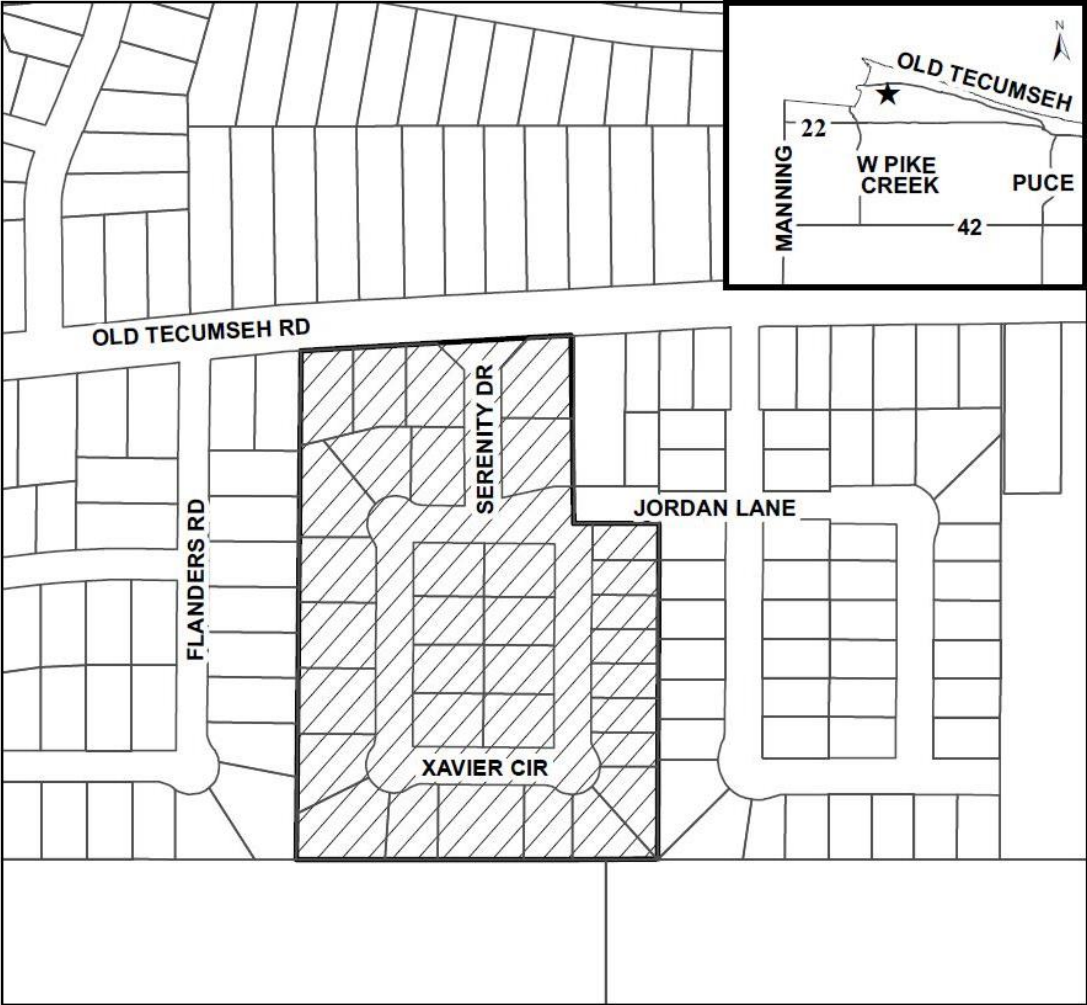 N
OLD TECUMSEH
22
MANNING
W PIKE
CREEK
PUCE
42
OLD TECUMSEH RD
SERENITY DR
JORDAN LANE
FLANDERS RD
XAVIER CIR